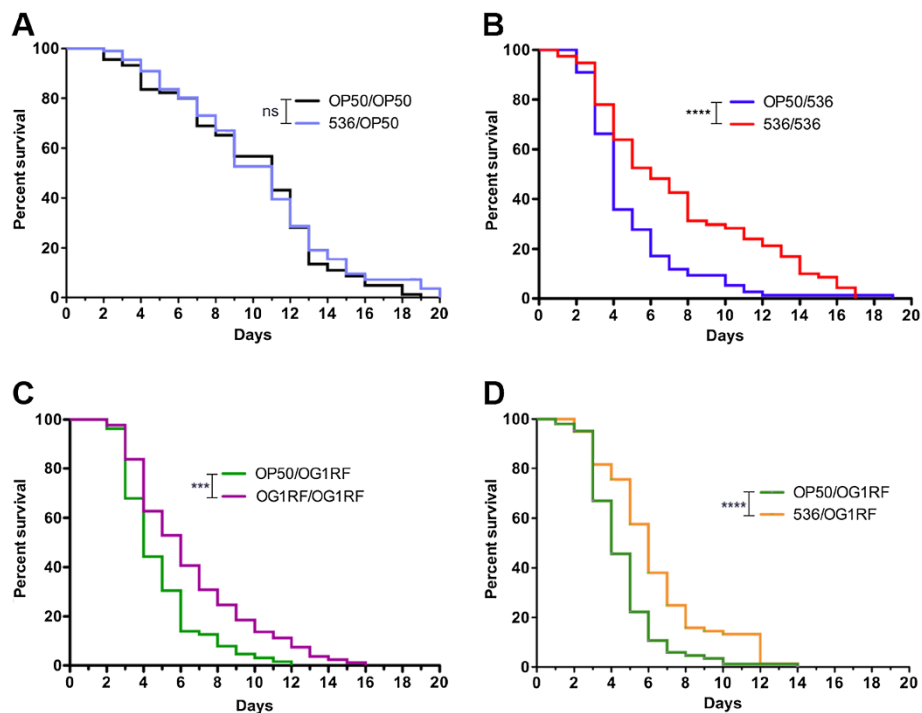 A
Percent survival
100
80
60
40
20
0
0 2 4 6 8 10 12 14 16 18 20
Days
ns
OP50/OP50
536/OP50
B
Percent survival
100
80
60
40
20
0
0 2 4 6 8 10 12 14 16 18 20
Days
****
OP50/536
536/536
C
Percent survival
100
80
60
40
20
0
0 2 4 6 8 10 12 14 16 18 20
Days
***
OP50/OG1RF
OG1RF/OG1RF
D
Percent survival
100
80
60
40
20
0
0 2 4 6 8 10 12 14 16 18 20
Days
****
OP50/OG1RF
536/OG1RF